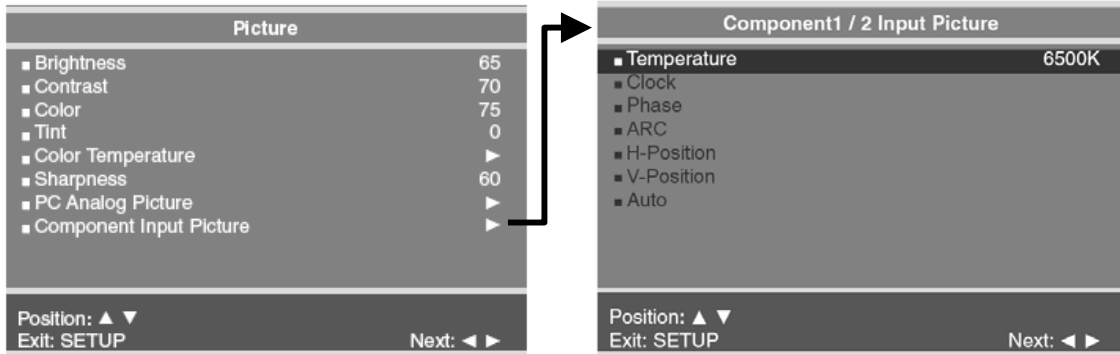 Picture
Brightness 65
Contrast 70
Color 75
Tint 0
Color Temperature ▶
Sharpness 60
PC Analog Picture ▶
Component Input Picture ▶
Position: ▲ ▼
Exit: SETUP Next: ◀ ▶
Component1 / 2 Input Picture
Temperature 6500K
Clock
Phase
ARC
H-Position
V-Position
Auto
Position: ▲ ▼
Exit: SETUP Next: ◀ ▶